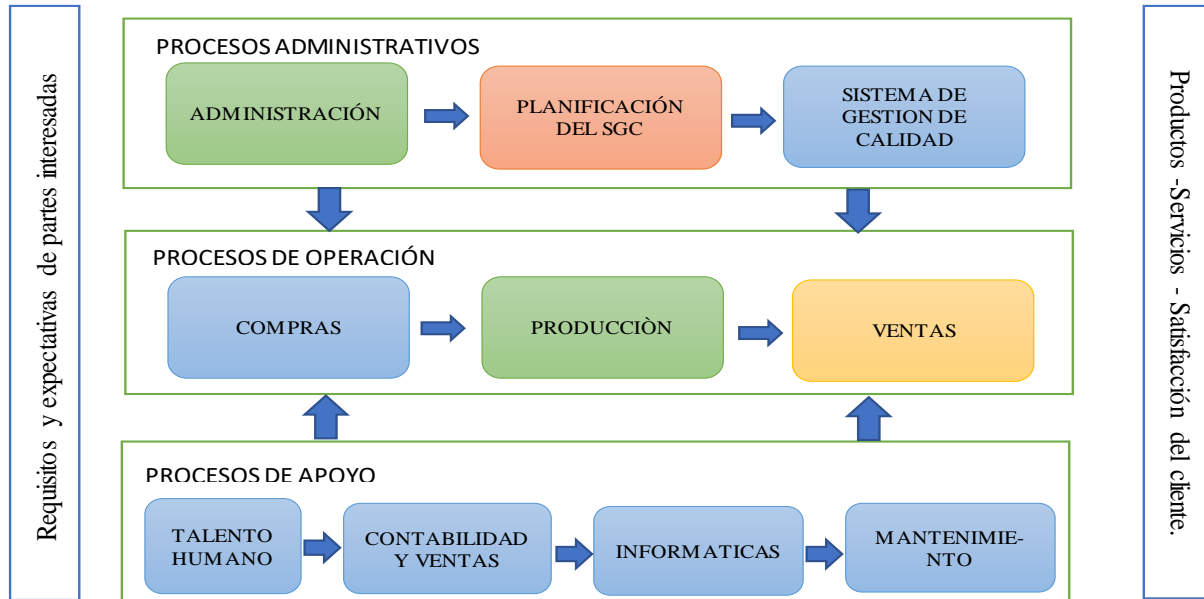 Requisitos y expectativas de partes interesadas
PROCESOS ADMINISTRATIVOS
ADMINISTRACIÓN
PLANIFICACIÓN
DEL SGC
SISTEMA DE
GESTION DE
CALIDAD
PROCESOS DE OPERACIÓN
COMPRAS
PRODUCCIÒN
VENTAS
PROCESOS DE APOYO
TALENTO
HUMANO
CONTABILIDAD
Y VENTAS
INFORMATICAS
MANTENIMIE-
NTO
Productos -Servicios - Satisfacción del cliente.